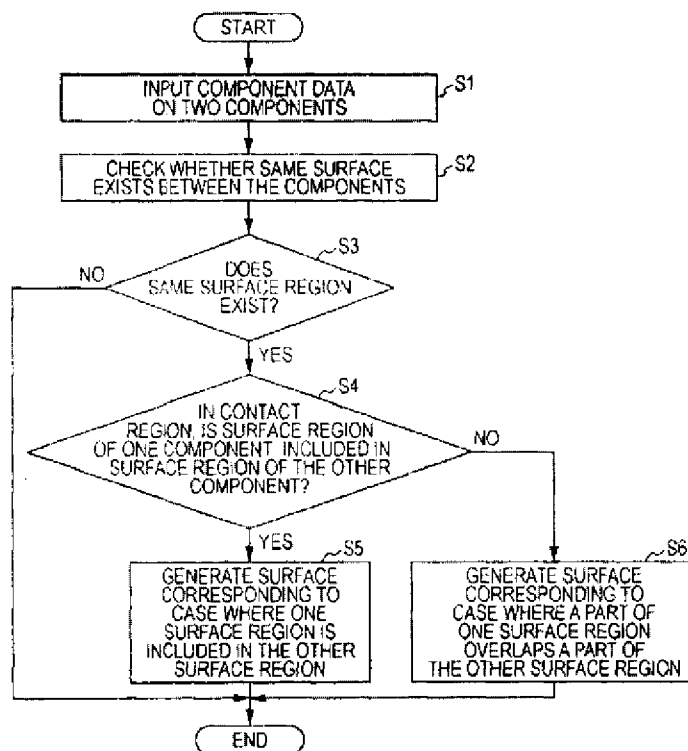 START
INPUT COMPONENT DATA
ON TWO COMPONENTS
S1
CHECK WHETHER SAME SURFACE
EXISTS BETWEEN THE COMPONENTS
S2
S3
DOES
SAME SURFACE REGION
EXIST?
NO
YES
S4
IN CONTACT
REGION, IS SURFACE REGION
OF ONE COMPONENT INCLUDED IN
SURFACE REGION OF THE OTHER
COMPONENT?
NO
YES
S5
GENERATE SURFACE
CORRESPONDING TO
CASE WHERE ONE
SURFACE REGION IS
INCLUDED IN THE OTHER
SURFACE REGION
S6
GENERATE SURFACE
CORRESPONDING TO
CASE WHERE A PART OF
ONE SURFACE REGION
OVERLAPS A PART OF
THE OTHER SURFACE REGION
END